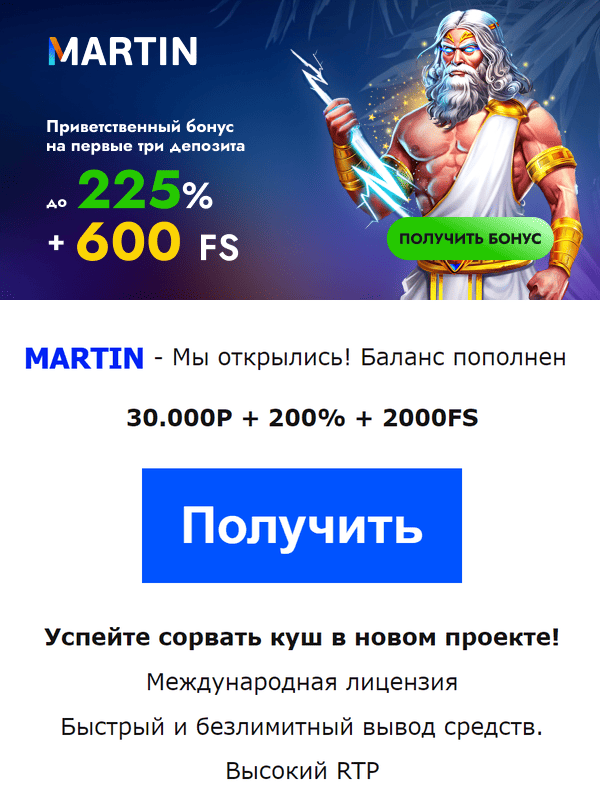 MARTIN
Приветственный бонус
на первые три депозита
до 225%
+ 600 FS
ПОЛУЧИТЬ БОНУС
MARTIN - Мы открылись! Баланс пополнен
30.000Р + 200% + 2000FS
Получить
Успейте сорвать куш в новом проекте!
Международная лицензия
Быстрый и безлимитный вывод средств.
Высокий RTP